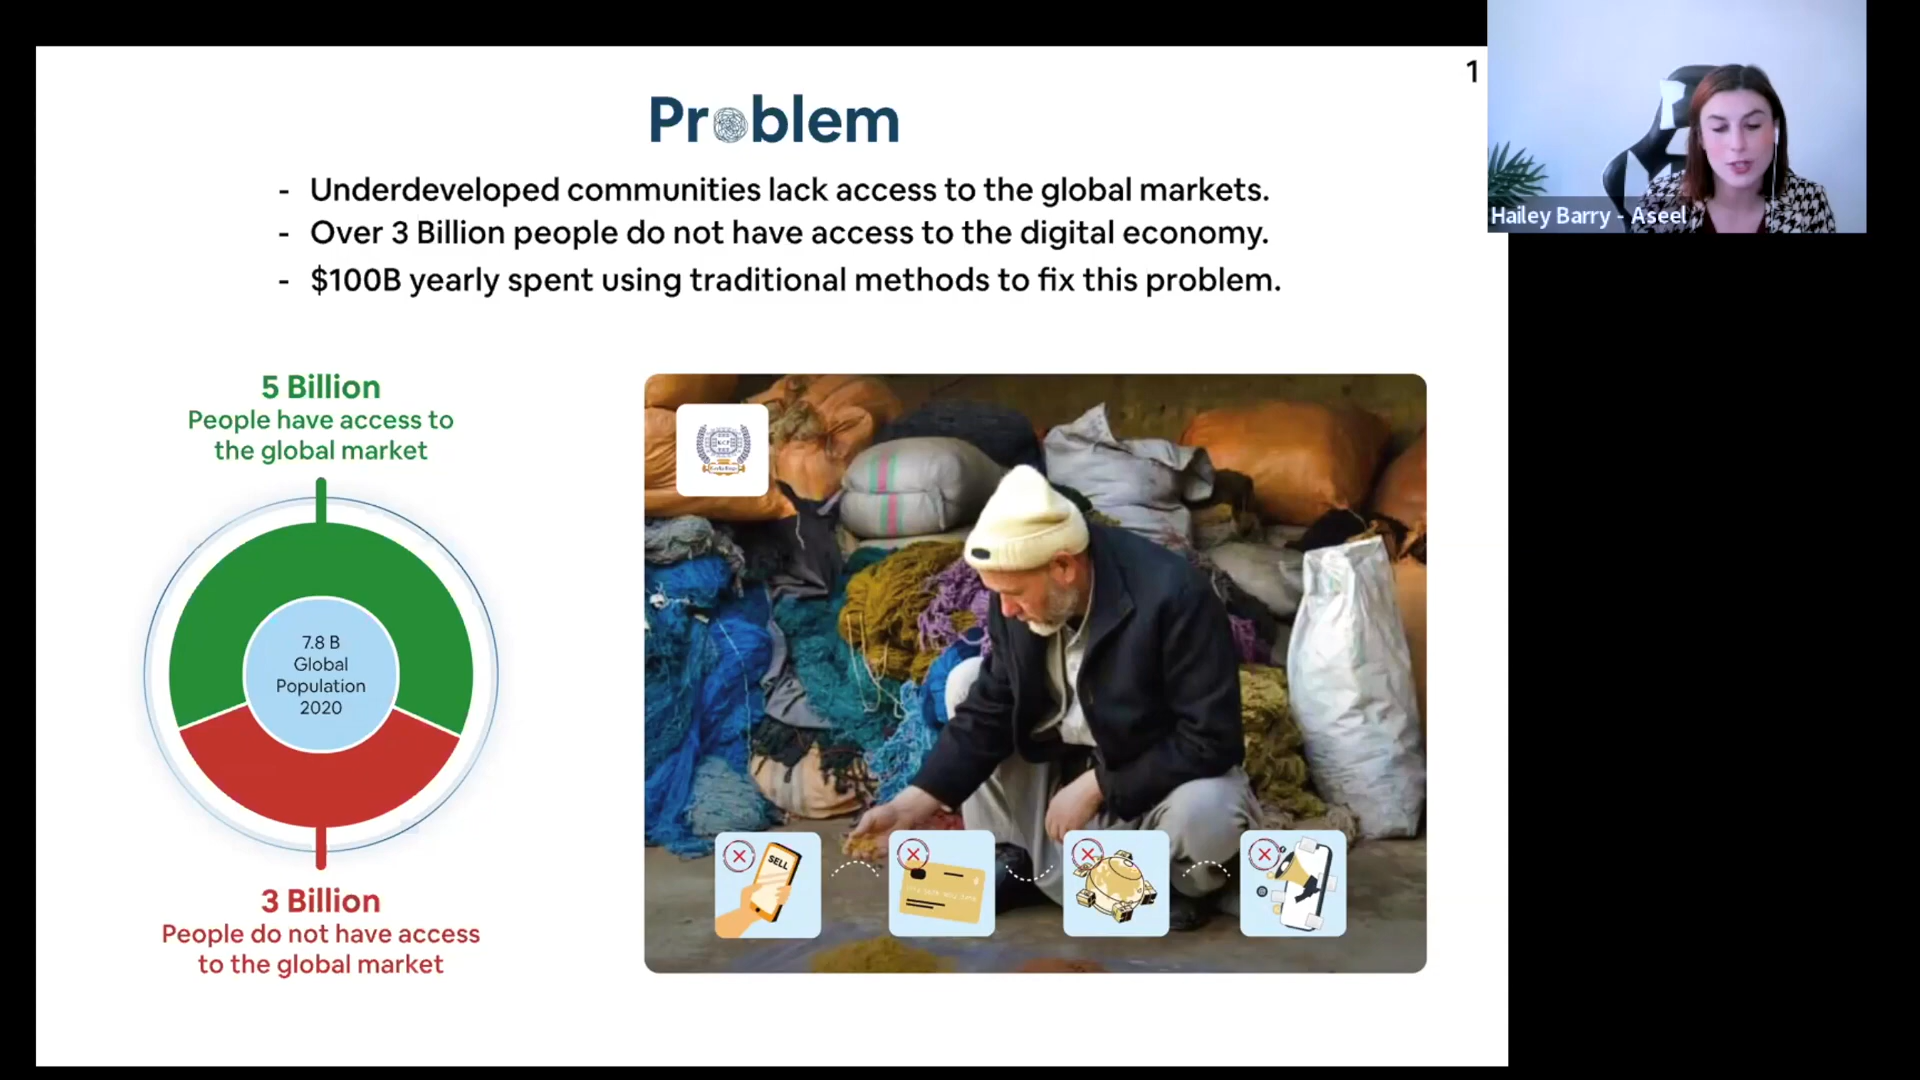 1
Problem
- Underdeveloped communities lack access to the global markets.
- Over 3 Billion people do not have access to the digital economy.
- $100B yearly spent using traditional methods to fix this problem.
Hailey Barry - Aseel
5 Billion
People have access to
the global market
7.8 B
Global
Population
2020
3 Billion
People do not have access
to the global market
SELL